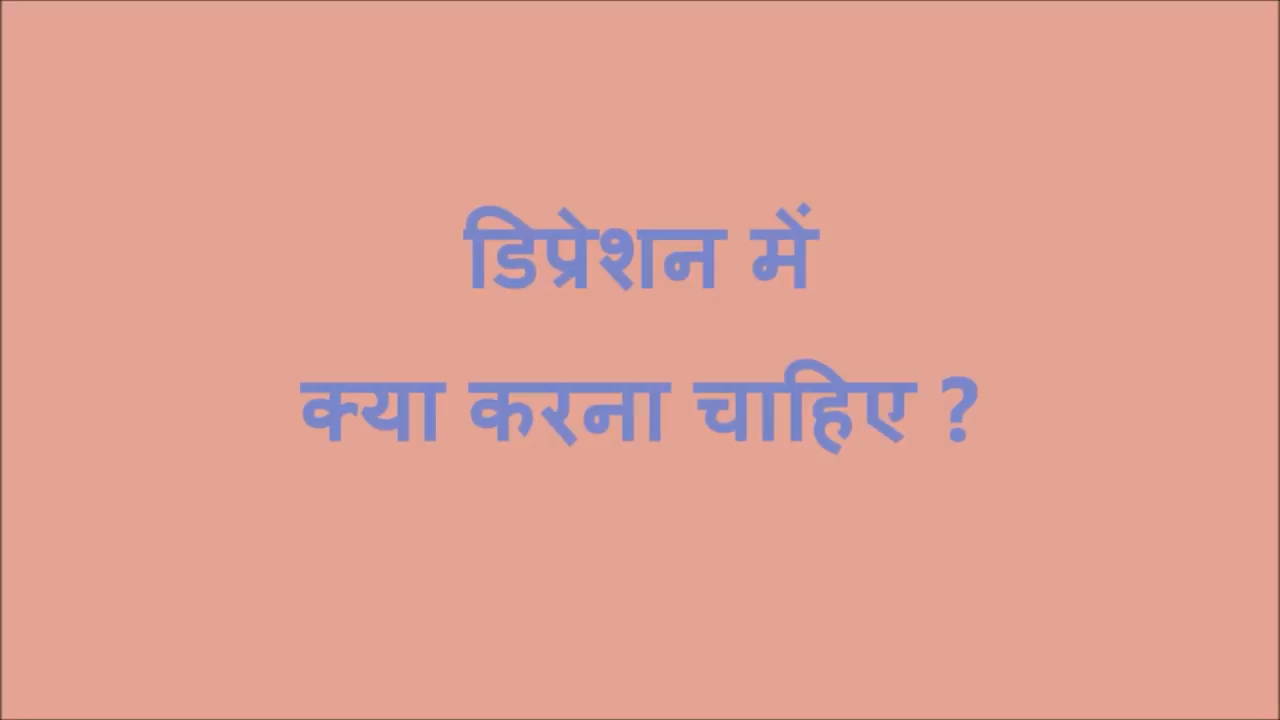 डिप्रेशन में
क्या करना चाहिए ?